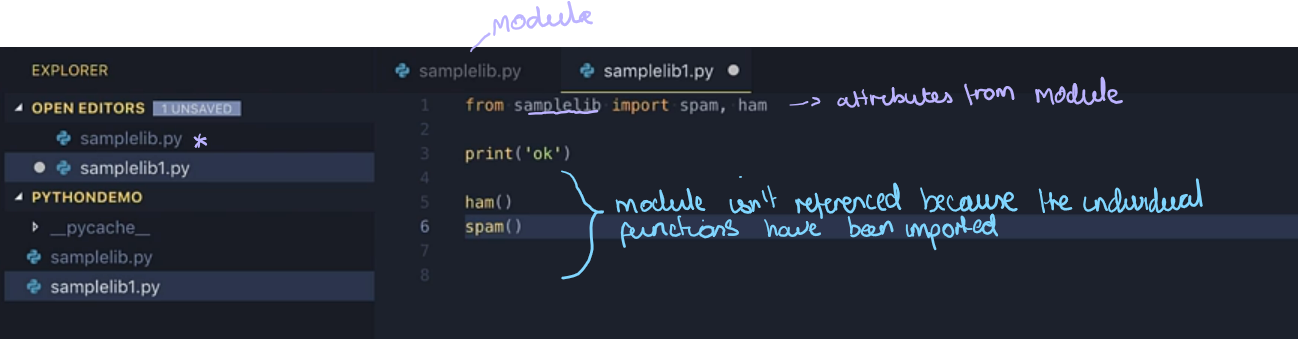 module
EXPLORER
samplelib.py
samplelib1.py
OPEN EDITORS 1 UNSAVED
samplelib.py *
samplelib1.py
PYTHONDEMO
__pycache__
samplelib.py
samplelib1.py
1 from samplelib import spam, ham -> attributes from module
2
3 print('ok')
4
5 ham()
6 spam()
7
8
module isn't referenced because the individual
functions have been imported